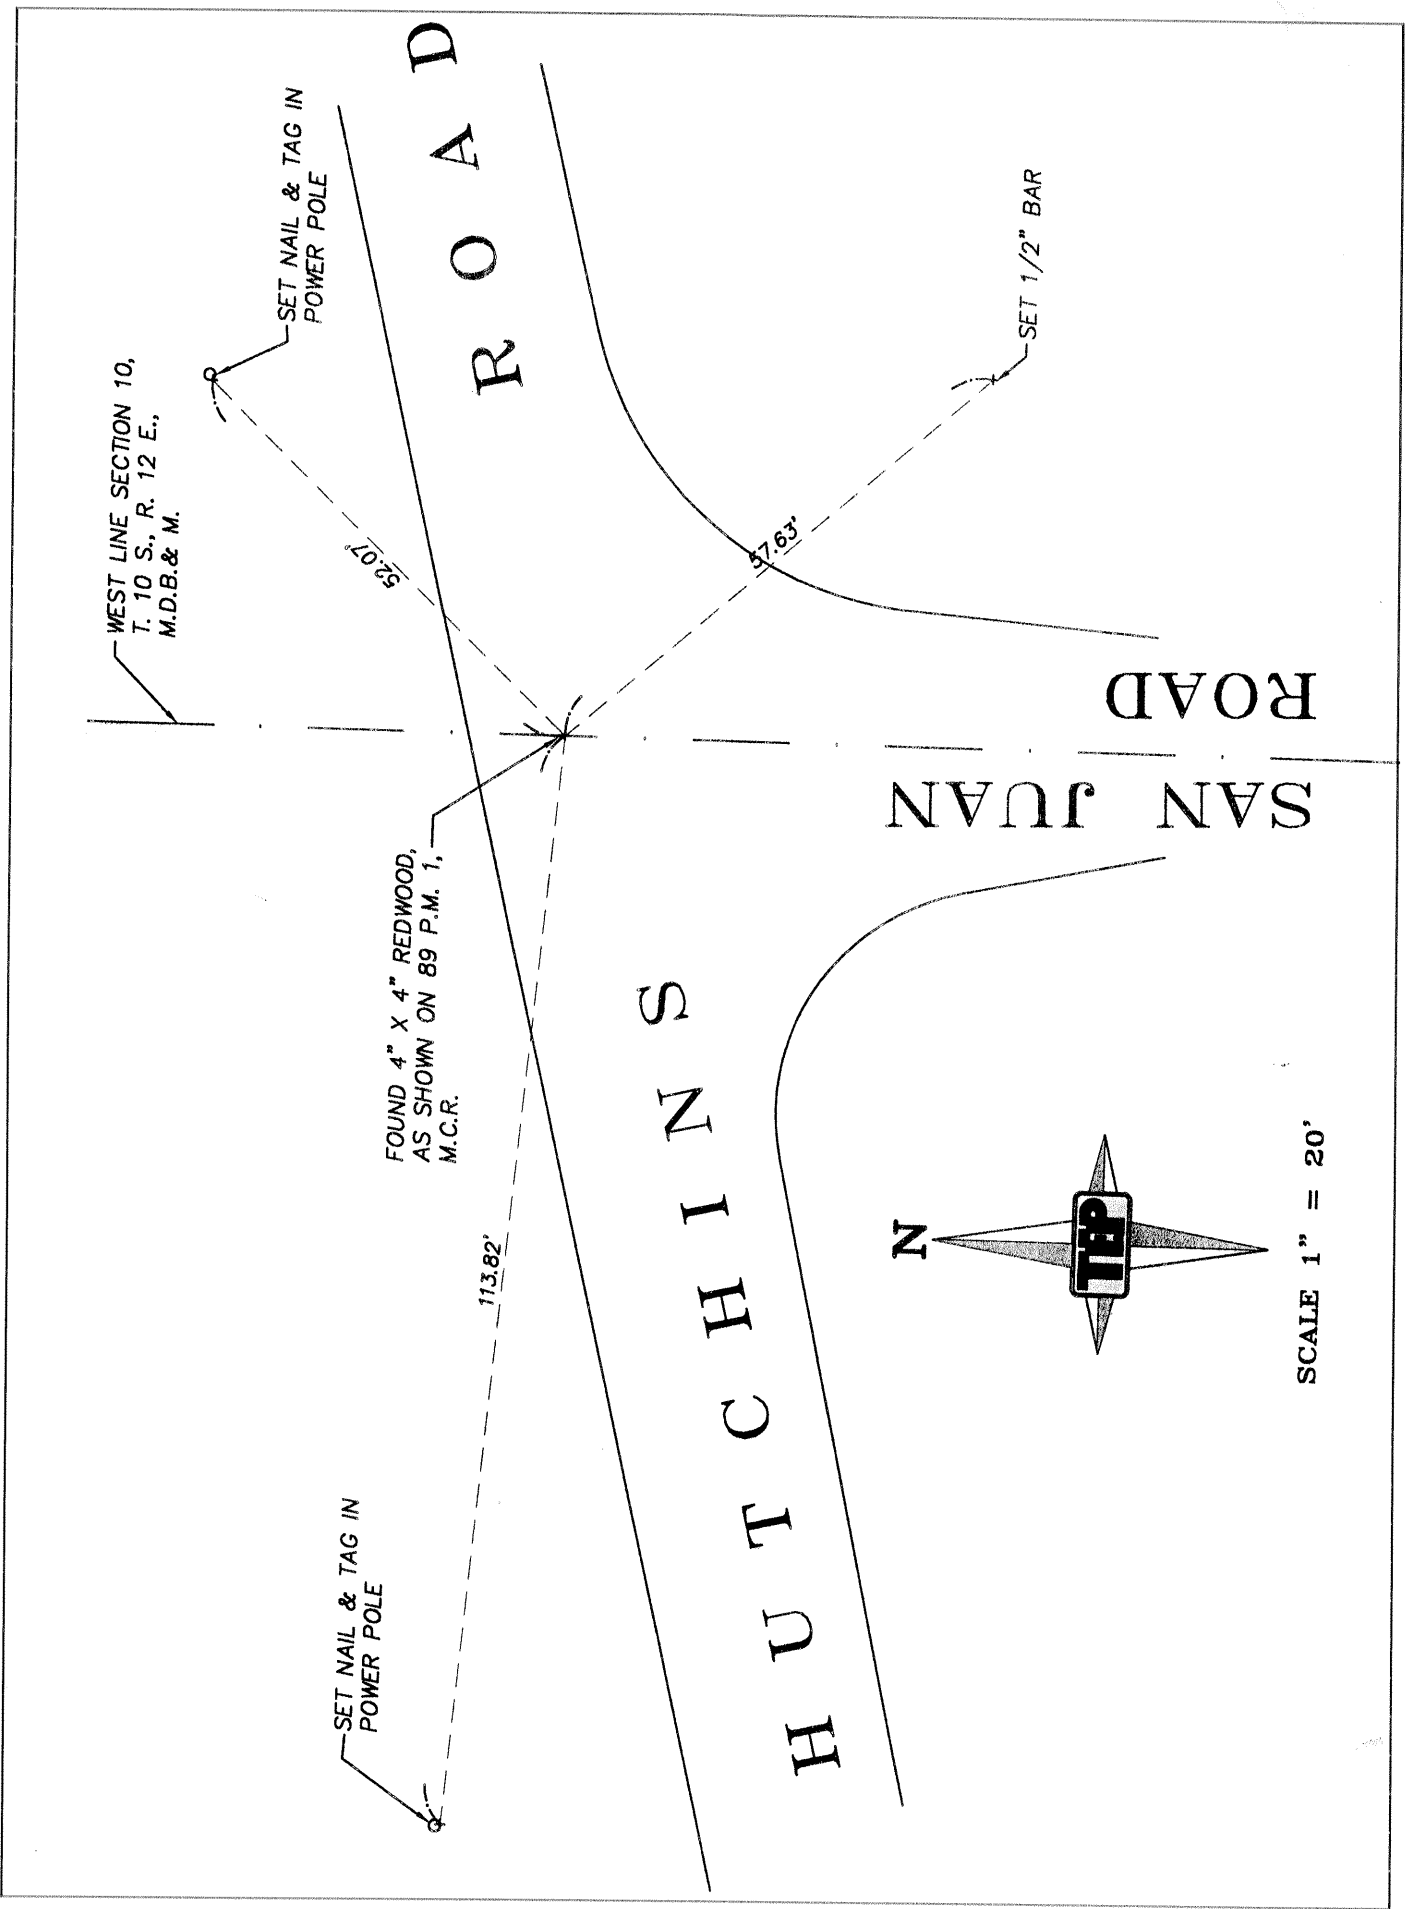 WEST LINE SECTION 10,
T. 10 S., R. 12 E.,
M.D.B.& M.
SET NAIL & TAG IN
POWER POLE
SET NAIL & TAG IN
POWER POLE
FOUND 4" X 4" REDWOOD,
AS SHOWN ON 89 P.M. 1,
M.C.R.
52.07'
113.82'
57.63'
SET 1/2" BAR
HUTCHINS ROAD
SAN JUAN
ROAD
N
TEP
SCALE 1" = 20'